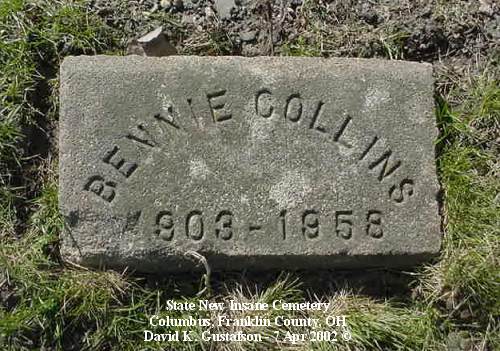 BENNIE COLLINS
1903 - 1958
State New Insane Cemetery
Columbus, Franklin County, OH
David K. Gustafson - 7 Apr 2002 ©